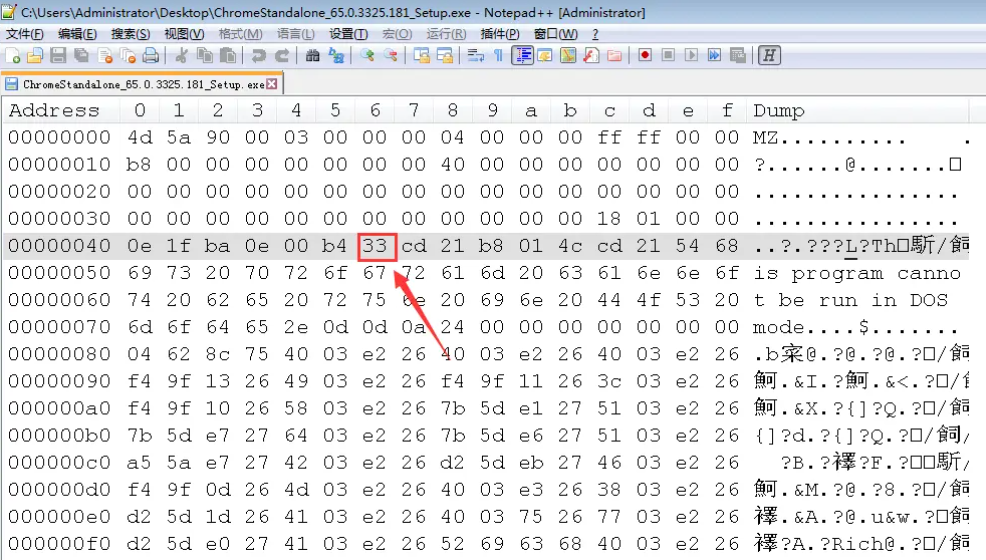 C:\Users\Administrator\Desktop\ChromeStandalone_65.0.3325.181_Setup.exe - Notepad++ [Administrator]
文件(F) 编辑(E) 搜索(S) 视图(V) 格式(M) 语言(L) 设置(T) 宏(O) 运行(R) 插件(P) 窗口(W) ?
H
ChromeStandalone_65.0.3325.181_Setup.exe
Address 0 1 2 3 4 5 6 7 8 9 a b c d e f Dump
00000000 4d 5a 90 00 03 00 00 00 04 00 00 00 ff ff 00 00 MZ.......... .
00000010 b8 00 00 00 00 00 00 00 40 00 00 00 00 00 00 00 ?.......@.......□
00000020 00 00 00 00 00 00 00 00 00 00 00 00 00 00 00 00 ................
00000030 00 00 00 00 00 00 00 00 00 00 00 00 18 01 00 00 ................
00000040 0e 1f ba 0e 00 b4 33 cd 21 b8 01 4c cd 21 54 68 ..?.???L?Th□斪/飼
00000050 69 73 20 70 72 6f 67 72 61 6d 20 63 61 6e 6e 6f is program canno
00000060 74 20 62 65 20 72 75 6e 20 69 6e 20 44 4f 53 20 t be run in DOS
00000070 6d 6f 64 65 2e 0d 0d 0a 24 00 00 00 00 00 00 00 mode....$.......
00000080 04 62 8c 75 40 03 e2 26 40 03 e2 26 40 03 e2 26 .b寀@.?@.?@.?□/飼
00000090 f4 9f 13 26 49 03 e2 26 f4 9f 11 26 3c 03 e2 26 魺.&I.?魺.&<.?□/飼
000000a0 f4 9f 10 26 58 03 e2 26 7b 5d e1 27 51 03 e2 26 魺.&X.?{]?Q.?□/飼
000000b0 7b 5d e7 27 64 03 e2 26 7b 5d e6 27 51 03 e2 26 {]?d.?{]?Q.?□/飼
000000c0 a5 5a e7 27 42 03 e2 26 d2 5d eb 27 46 03 e2 26 ?B.?襗?F.?□□斪/飼
000000d0 f4 9f 0d 26 4d 03 e2 26 40 03 e3 26 38 03 e2 26 魺.&M.?@.?8.?□/飼
000000e0 d2 5d 1d 26 41 03 e2 26 40 03 75 26 77 03 e2 26 襗.&A.?@.u&w.?□/飼
000000f0 d2 5d e0 27 41 03 e2 26 52 69 63 68 40 03 e2 26 襗?A.?Rich@.?□/飼